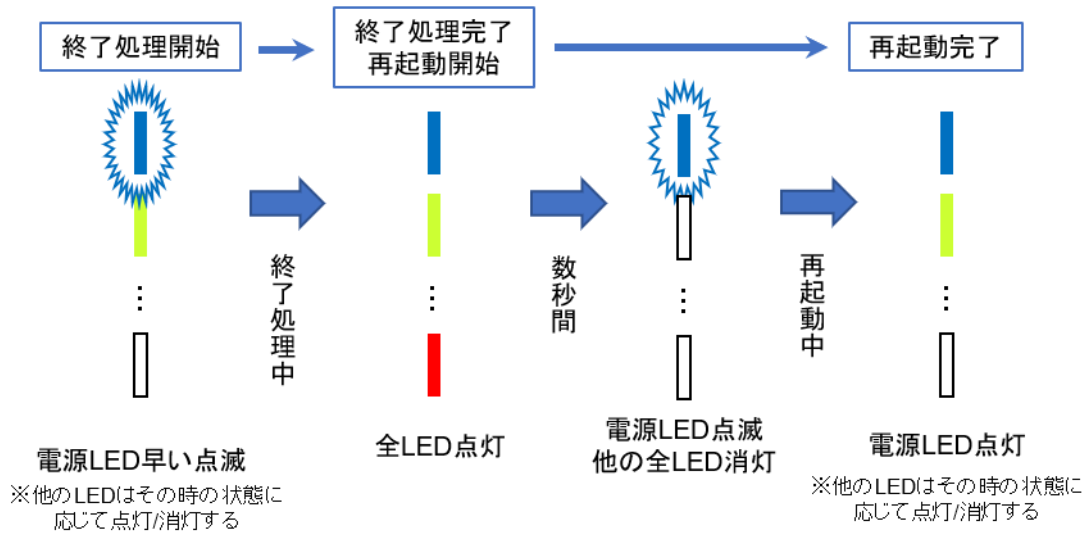 終了処理開始
終了処理完了
再起動開始
再起動完了
終了処理中
数秒間
再起動中
⋮
⋮
⋮
⋮
電源LED早い点滅
※他のLEDはその時の状態に
応じて点灯/消灯する
全LED点灯
電源LED点滅
他の全LED消灯
電源LED点灯
※他のLEDはその時の状態に
応じて点灯/消灯する